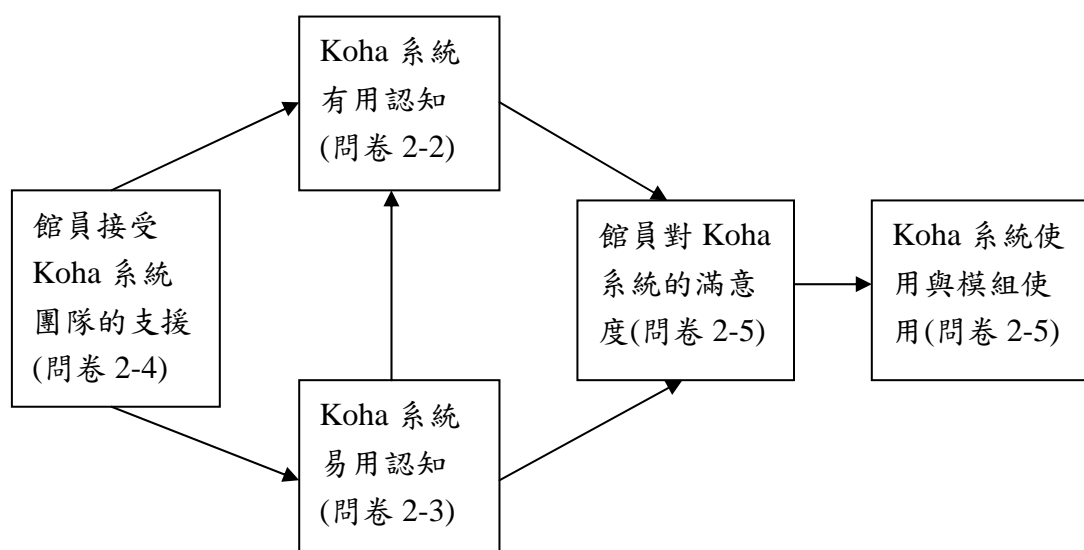 Koha 系統
有用認知
(問卷 2-2)
館員接受
Koha 系統
團隊的支援
(問卷 2-4)
館員對 Koha
系統的滿意
度(問卷 2-5)
Koha 系統使
用與模組使
用(問卷 2-5)
Koha 系統
易用認知
(問卷 2-3)